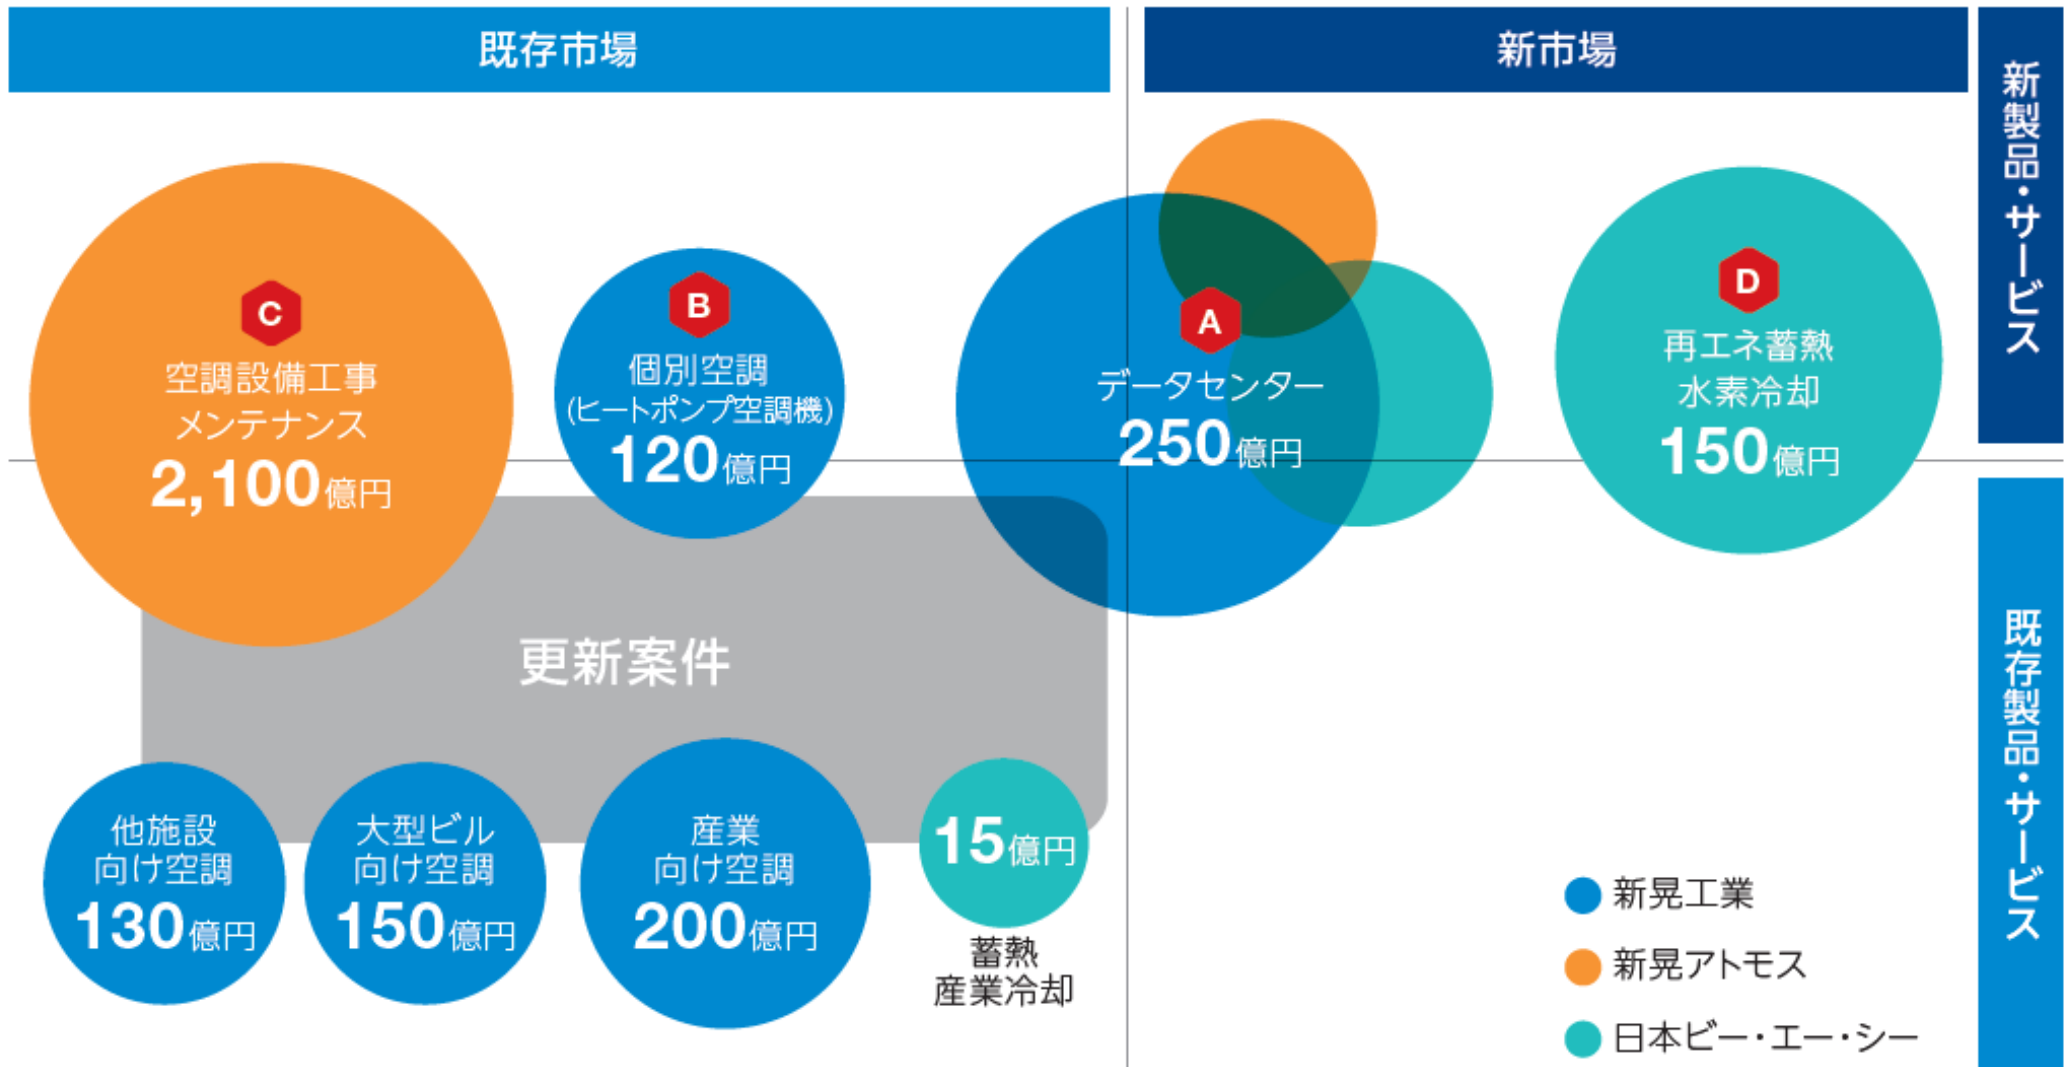 既存市場
新市場
新製品・サービス
既存製品・サービス
C
空調設備工事
メンテナンス
2,100億円
B
個別空調
(ヒートポンプ空調機)
120億円
A
データセンター
250億円
D
再エネ蓄熱
水素冷却
150億円
更新案件
他施設
向け空調
130億円
大型ビル
向け空調
150億円
産業
向け空調
200億円
15億円
蓄熱
産業冷却
新晃工業
新晃アトモス
日本ビー・エー・シー